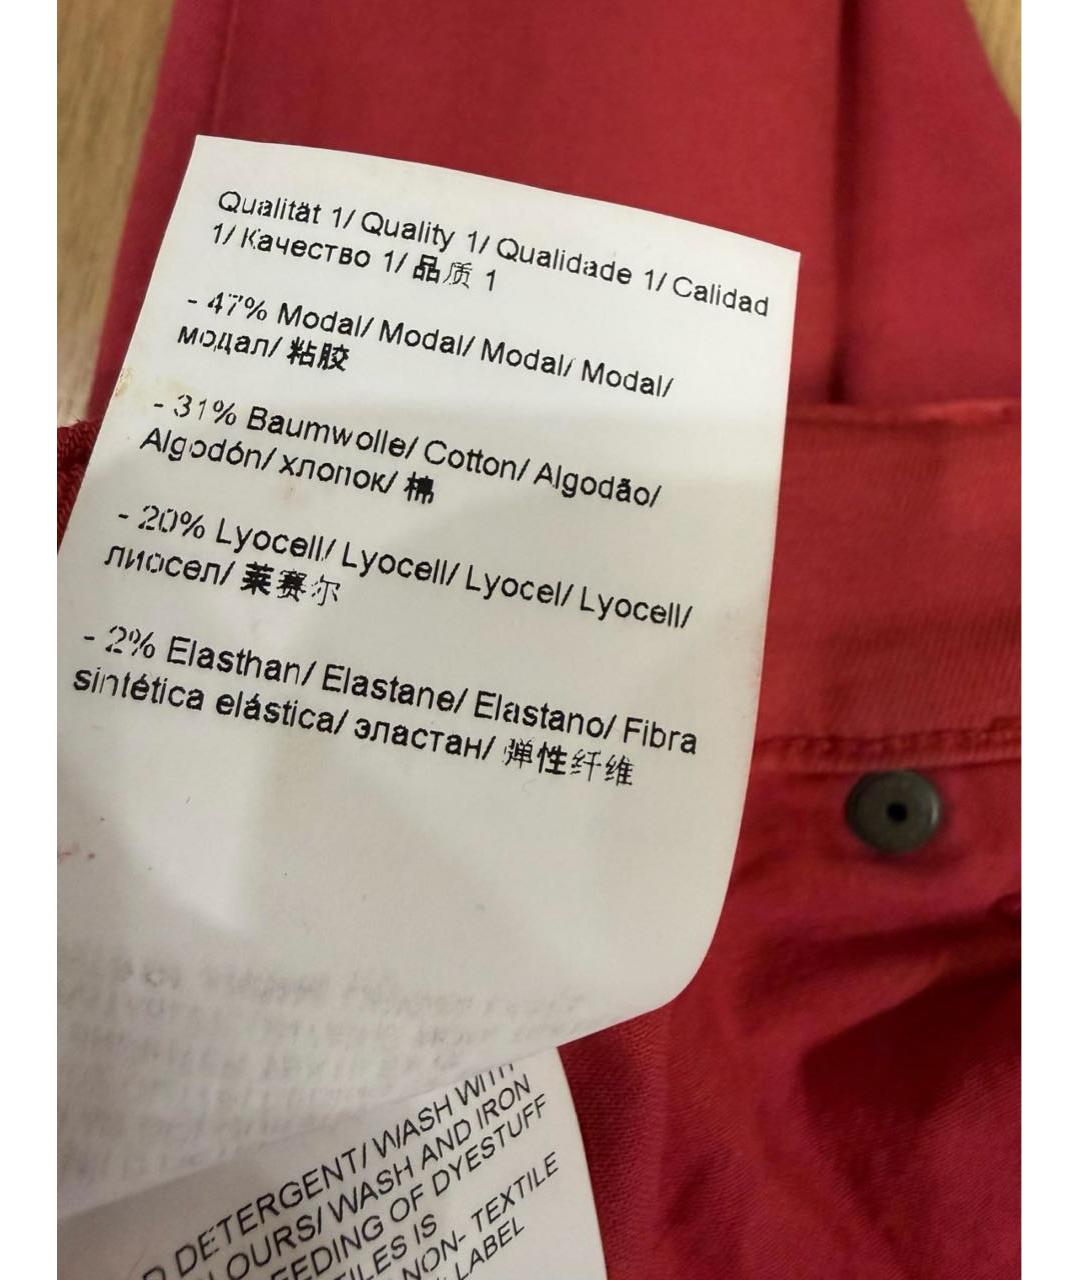 Qualität 1/ Quality 1/ Qualidade 1/ Calidad
1/ Качество 1/ 品质 1
- 47% Modal/ Modal/ Modal/ Modal/
модал/ 粘胶
- 31% Baumwolle/ Cotton/ Algodão/
Algodón/ хлопок/ 棉
- 20% Lyocell/ Lyocell/ Lyocel/ Lyocell/
лиосел/ 莱赛尔
- 2% Elasthan/ Elastane/ Elastano/ Fibra
sintética elástica/ эластан/ 弹性纤维
DETERGENT/ WASH WITH
LOURS/ WASH AND IRON
EEDING OF DYESTUFF
TILES IS
NON- TEXTILE
LABEL